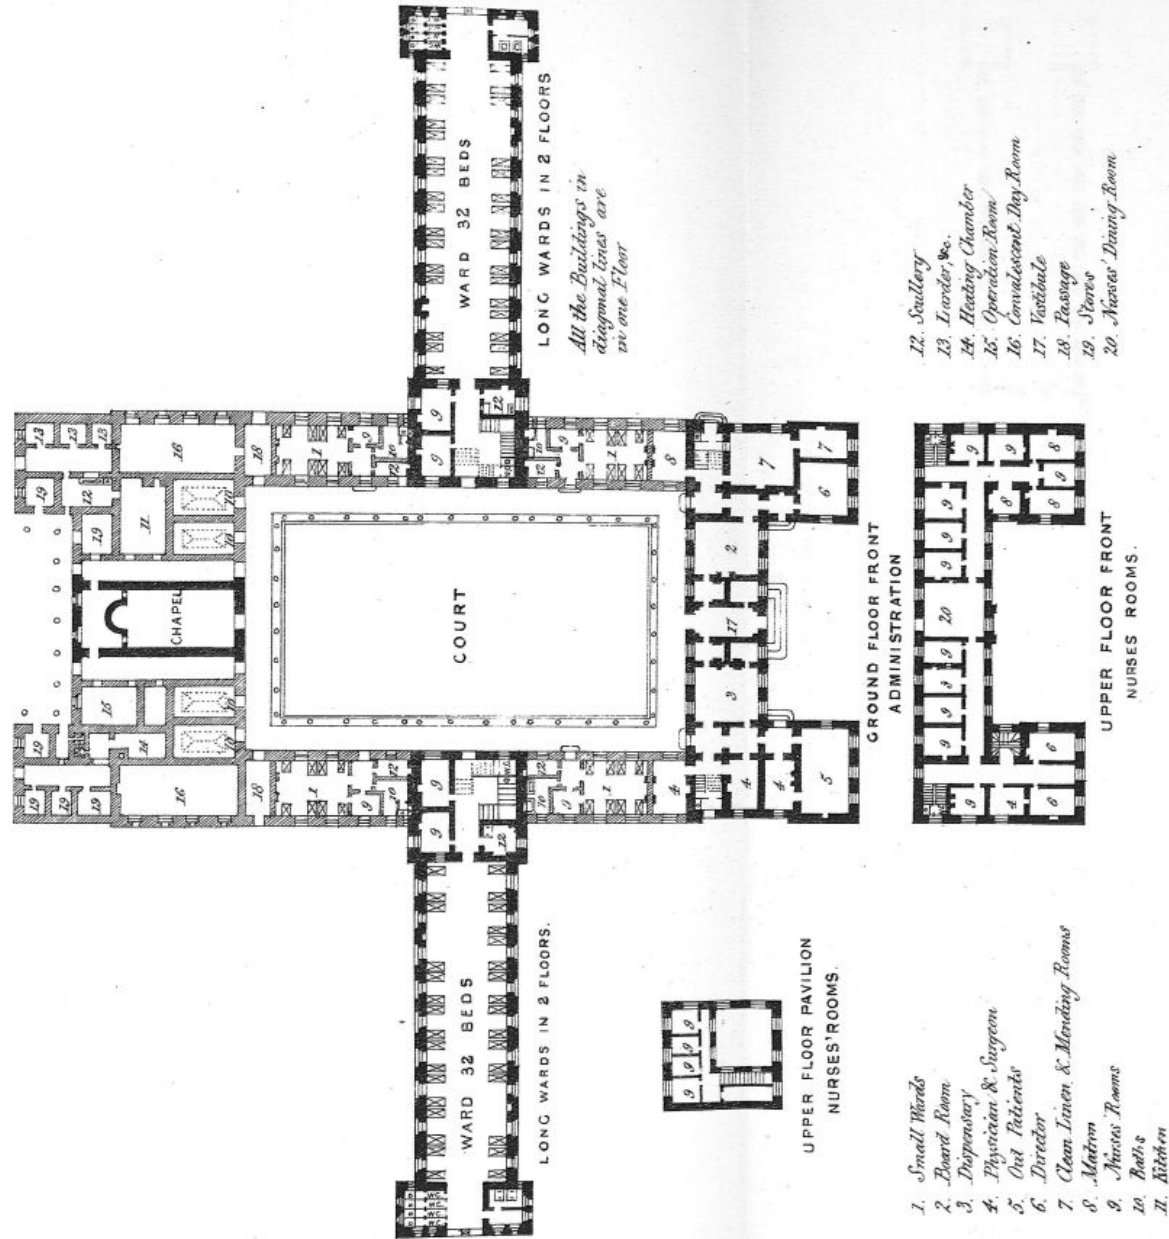 WARD 32 BEDS
LONG WARDS IN 2 FLOORS
All the Buildings in
diagonal lines are
in one Floor
CHAPEL
COURT
WARD 32 BEDS
LONG WARDS IN 2 FLOORS.
GROUND FLOOR FRONT
ADMINISTRATION
UPPER FLOOR FRONT
NURSES ROOMS.
UPPER FLOOR PAVILION
NURSES' ROOMS.
1. Small Wards
2. Board Room
3. Dispensary
4. Physician & Surgeon
5. Out Patients
6. Director
7. Clean Linen & Mending Rooms
8. Matron
9. Nurses' Rooms
10. Baths
11. Kitchen
12. Scullery
13. Larder, &c.
14. Heating Chamber
15. Operation Room
16. Convalescent Day Room
17. Vestibule
18. Passage
19. Stores
20. Nurses' Dining Room